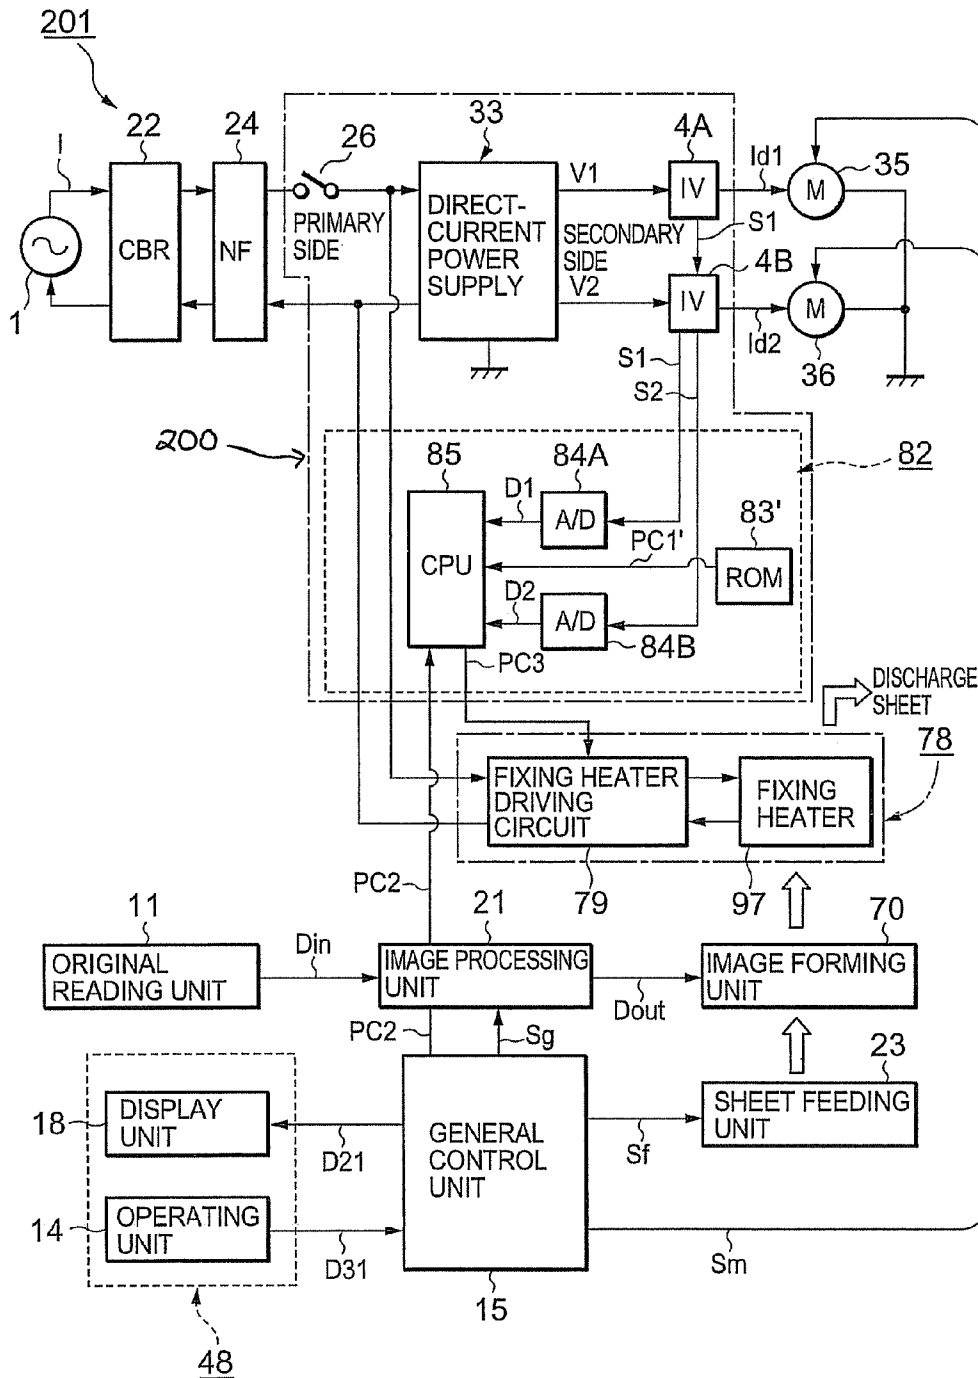 201
22
24
26
33
4A
I
Id1
35
V1
IV
M
CBR
NF
PRIMARY
SIDE
DIRECT-
CURRENT
POWER
SUPPLY
SECONDARY
SIDE
S1
4B
V2
IV
M
1
Id2
S1
S2
36
200
85
84A
82
D1
A/D
83'
PC1'
CPU
ROM
D2
A/D
84B
PC3
DISCHARGE
SHEET
78
FIXING HEATER
DRIVING
CIRCUIT
FIXING
HEATER
PC2
79
97
11
21
70
Din
ORIGINAL
READING UNIT
IMAGE PROCESSING
UNIT
IMAGE FORMING
UNIT
Dout
PC2
Sg
23
18
DISPLAY
UNIT
GENERAL
CONTROL
UNIT
SHEET FEEDING
UNIT
D21
Sf
14
OPERATING
UNIT
D31
Sm
15
48